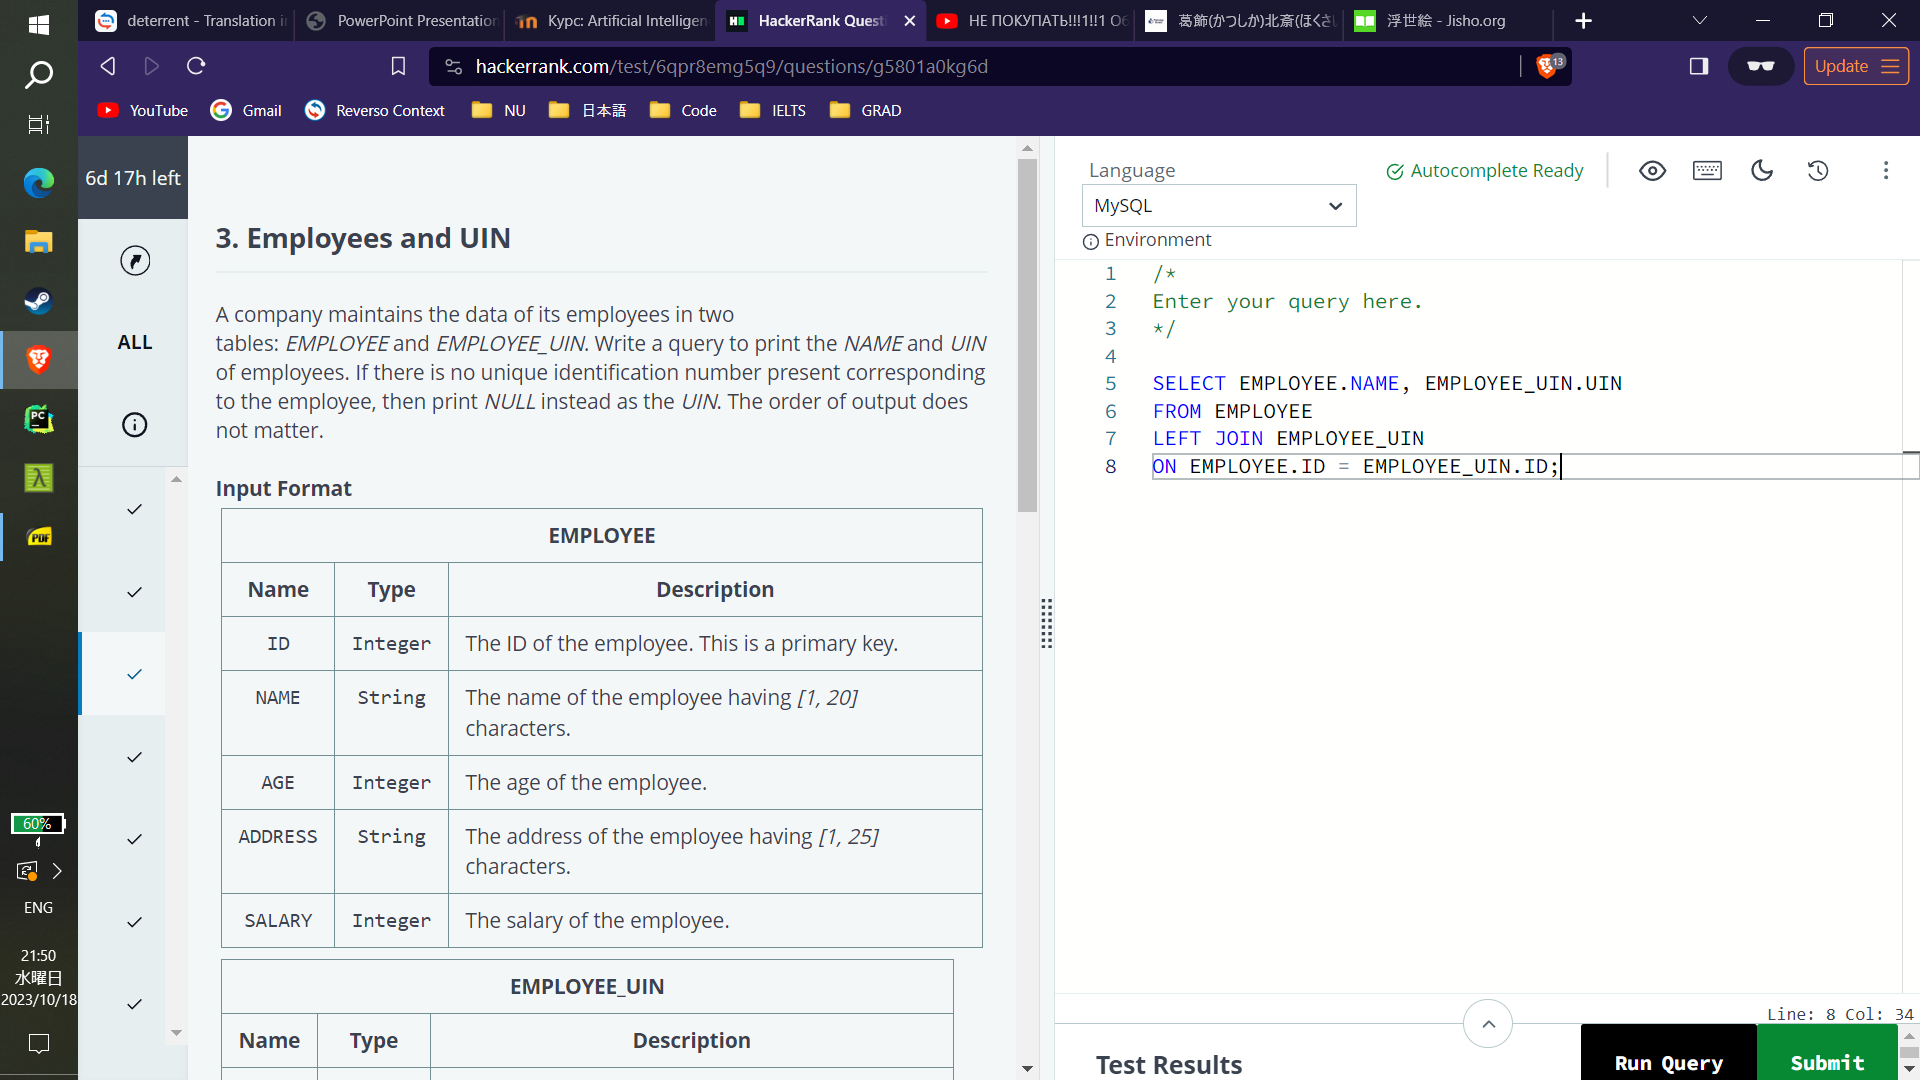 deterrent - Translation i
PowerPoint Presentation
Курс: Artificial Intelligen
HackerRank Quest
НЕ ПОКУПАТЬ!!!1!!1 Об
葛飾(かつしか)北斎(ほくさい
浮世絵 - Jisho.org
hackerrank.com/test/6qpr8emg5q9/questions/g5801a0kg6d
13
Update
YouTube
Gmail
Reverso Context
NU
日本語
Code
IELTS
GRAD
6d 17h left
ALL
3. Employees and UIN
A company maintains the data of its employees in two
tables: EMPLOYEE and EMPLOYEE_UIN. Write a query to print the NAME and UIN
of employees. If there is no unique identification number present corresponding
to the employee, then print NULL instead as the UIN. The order of output does
not matter.
Input Format
EMPLOYEE
Name Type Description
ID Integer The ID of the employee. This is a primary key.
NAME String The name of the employee having [1, 20]
characters.
AGE Integer The age of the employee.
ADDRESS String The address of the employee having [1, 25]
characters.
SALARY Integer The salary of the employee.
EMPLOYEE_UIN
Name Type Description
Language
Autocomplete Ready
MySQL
Environment
1 /*
2 Enter your query here.
3 */
4
5 SELECT EMPLOYEE.NAME, EMPLOYEE_UIN.UIN
6 FROM EMPLOYEE
7 LEFT JOIN EMPLOYEE_UIN
8 ON EMPLOYEE.ID = EMPLOYEE_UIN.ID;
Line: 8 Col: 34
Test Results
Run Query
Submit
PC
PDF
60%
ENG
21:50
水曜日
2023/10/18